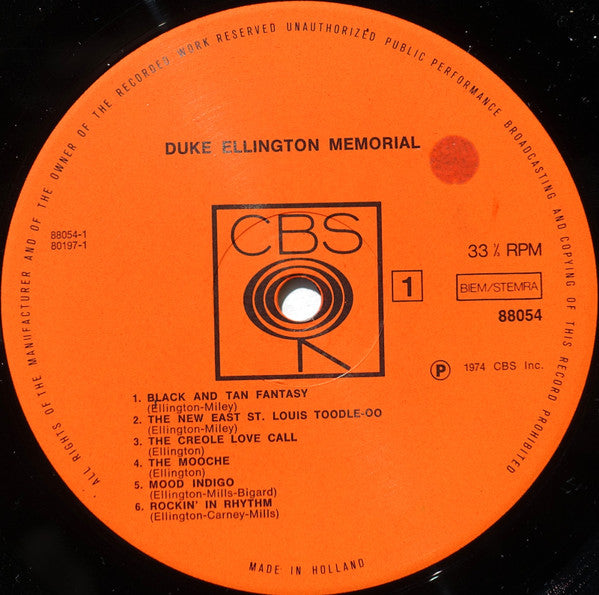 ALL RIGHTS OF THE MANUFACTURER AND OF THE OWNER OF THE RECORDED WORK RESERVED UNAUTHORIZED PUBLIC PERFORMANCE BROADCASTING AND COPYING OF THIS RECORD PROHIBITED
DUKE ELLINGTON MEMORIAL
88054-1
80197-1
CBS
33⅓ RPM
1
BIEM/STEMRA
88054
Ⓟ 1974 CBS Inc.
1. BLACK AND TAN FANTASY
(Ellington-Miley)
2. THE NEW EAST ST. LOUIS TOODLE-OO
(Ellington-Miley)
3. THE CREOLE LOVE CALL
(Ellington)
4. THE MOOCHE
(Ellington)
5. MOOD INDIGO
(Ellington-Mills-Bigard)
6. ROCKIN' IN RHYTHM
(Ellington-Carney-Mills)
MADE IN HOLLAND